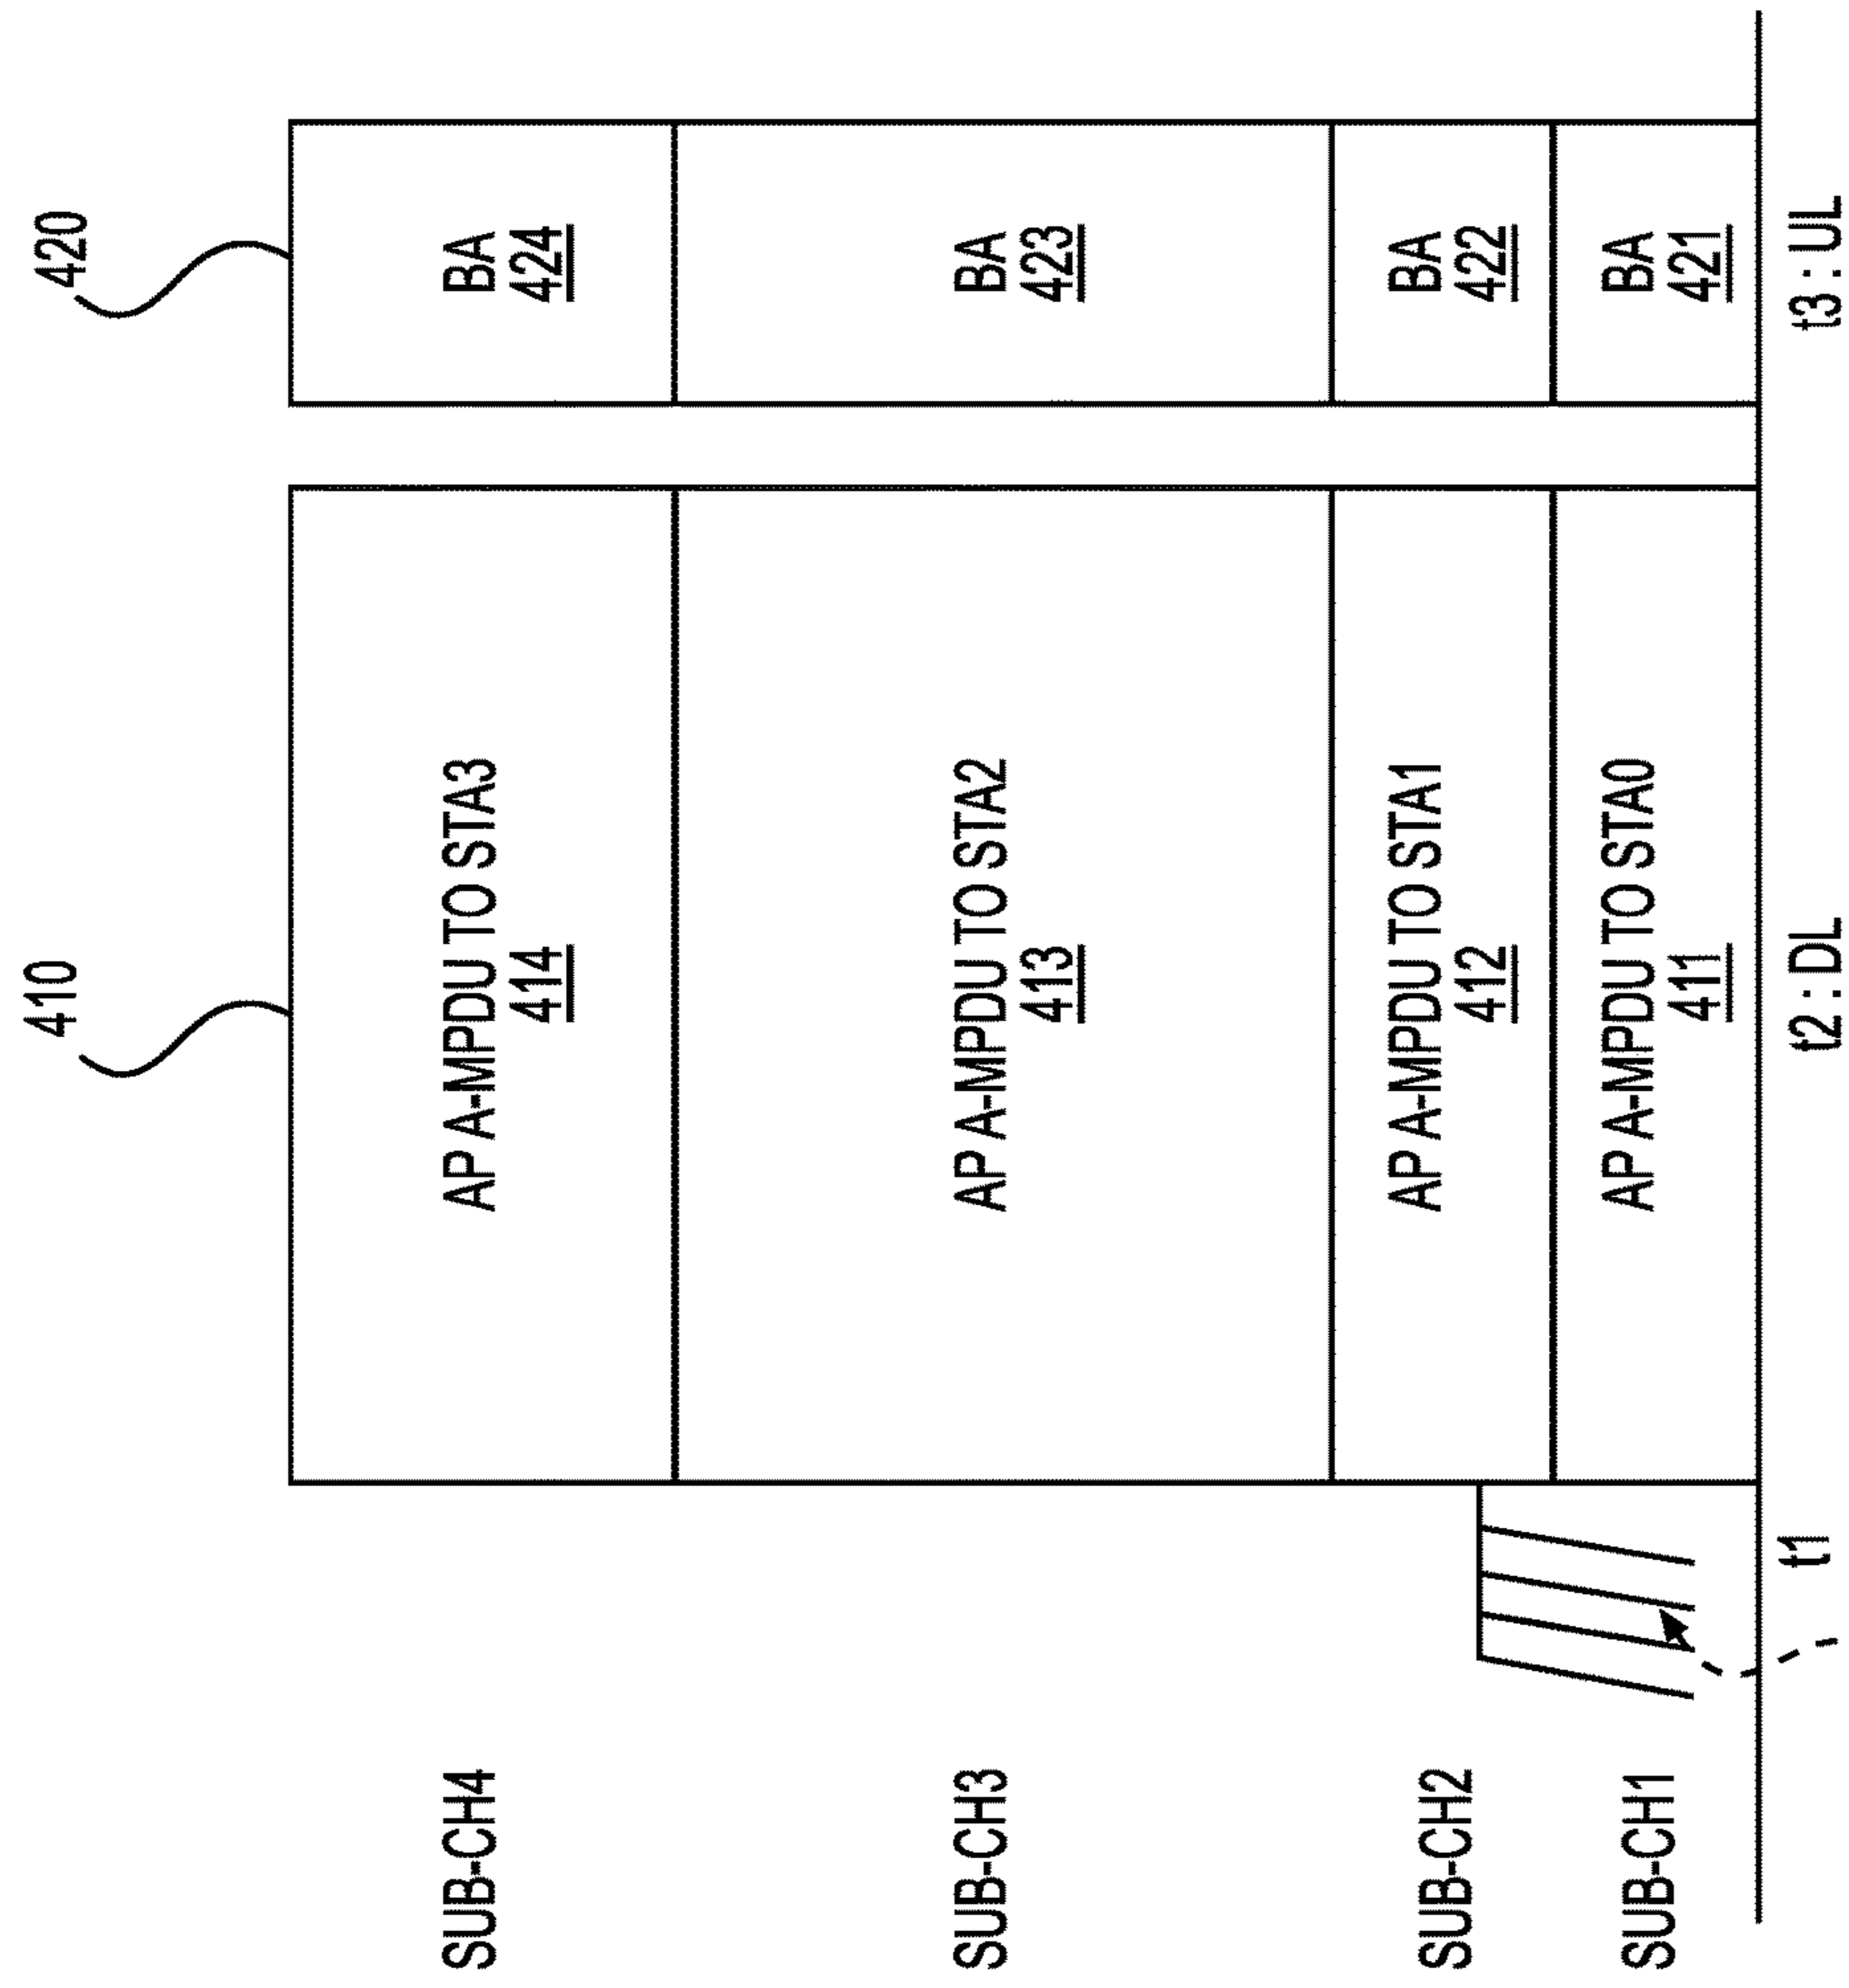 410
420
SUB-CH4
AP A-MPDU TO STA3
414
BA
424
SUB-CH3
AP A-MPDU TO STA2
413
BA
423
SUB-CH2
AP A-MPDU TO STA1
412
BA
422
SUB-CH1
AP A-MPDU TO STA0
411
BA
421
t1
t2 : DL
t3 : UL